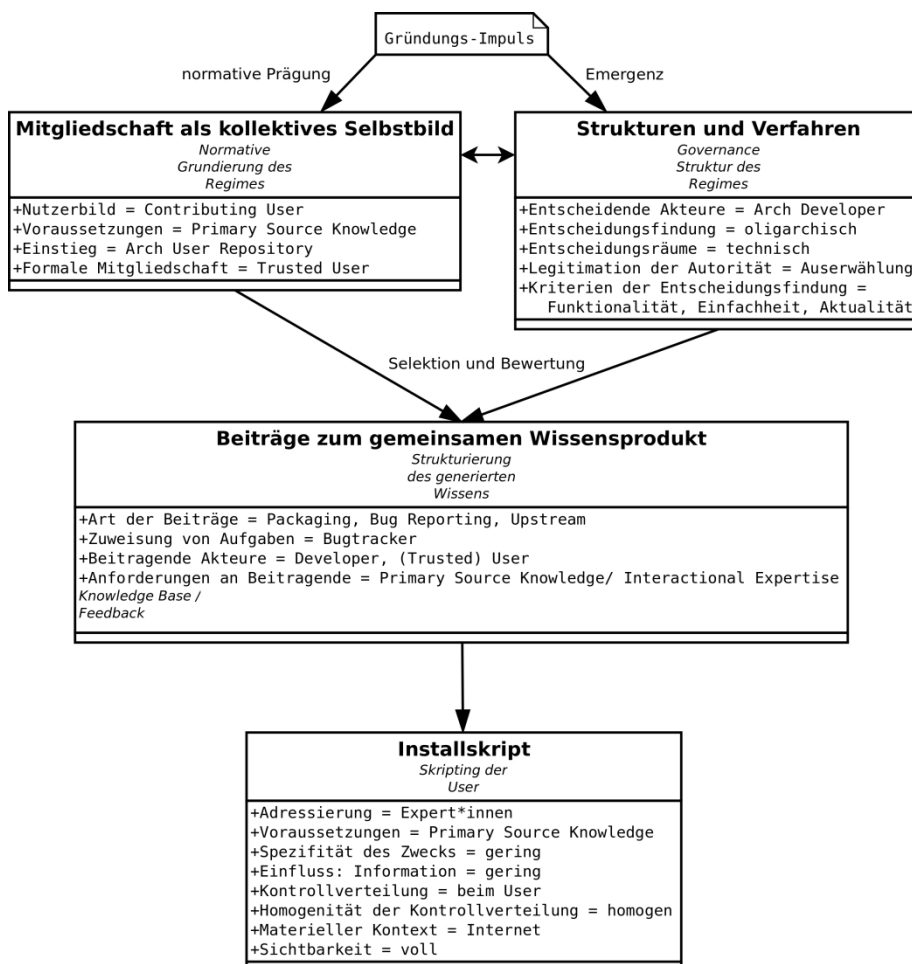 Gründungs-Impuls
normative Prägung
Emergenz
Mitgliedschaft als kollektives Selbstbild
Normative
Grundierung des
Regimes
+Nutzerbild = Contributing User
+Voraussetzungen = Primary Source Knowledge
+Einstieg = Arch User Repository
+Formale Mitgliedschaft = Trusted User
Strukturen und Verfahren
Governance
Struktur des
Regimes
+Entscheidende Akteure = Arch Developer
+Entscheidungsfindung = oligarchisch
+Entscheidungsräume = technisch
+Legitimation der Autorität = Auserwählung
+Kriterien der Entscheidungsfindung =
Funktionalität, Einfachheit, Aktualität
Selektion und Bewertung
Beiträge zum gemeinsamen Wissensprodukt
Strukturierung
des generierten
Wissens
+Art der Beiträge = Packaging, Bug Reporting, Upstream
+Zuweisung von Aufgaben = Bugtracker
+Beitragende Akteure = Developer, (Trusted) User
+Anforderungen an Beitragende = Primary Source Knowledge/ Interactional Expertise
Knowledge Base /
Feedback
Installskript
Skripting der
User
+Adressierung = Expert*innen
+Voraussetzungen = Primary Source Knowledge
+Spezifität des Zwecks = gering
+Einfluss: Information = gering
+Kontrollverteilung = beim User
+Homogenität der Kontrollverteilung = homogen
+Materieller Kontext = Internet
+Sichtbarkeit = voll